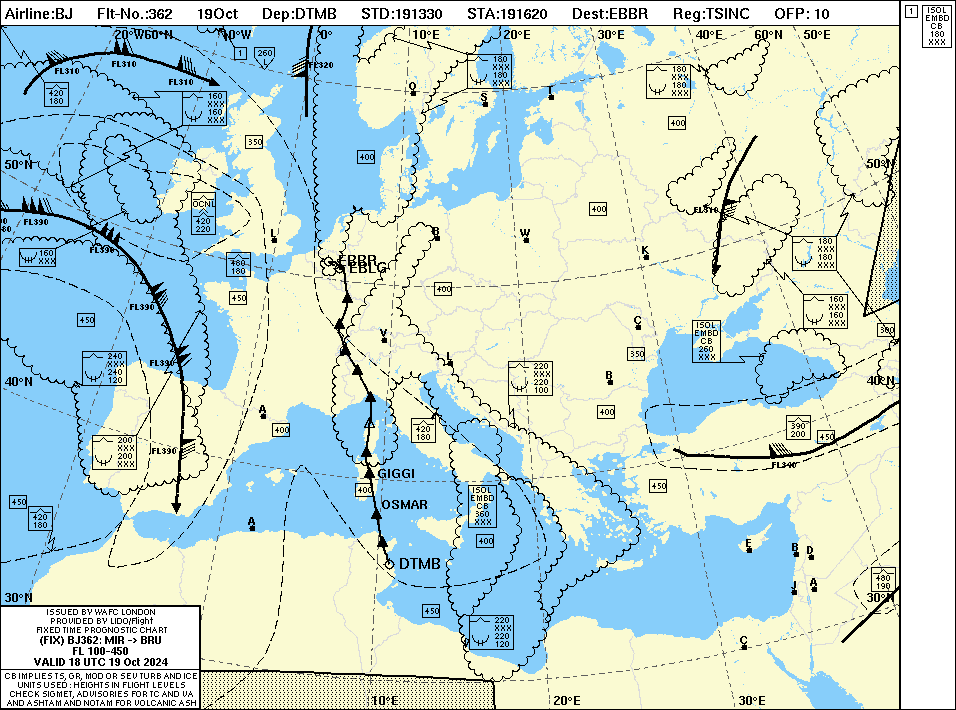 Airline:BJ Flt-No.:362 19Oct Dep:DTMB STD:191330 STA:191620 Dest:EBBR Reg:TSINC OFP: 10
1
ISOL
EMBD
CB
180
XXX
20°W 60°N 10°W 0° 10°E 20°E 30°E 40°E 60°N 50°E
1
260
L
FL310
FL310
FL310
FL320
420
180
160
XXX
160
XXX
180
XXX
180
XXX
180
XXX
180
XXX
O
S
T
350
400
400
50°N
50°N
OCNL
420
220
400
FL310
FL390
FL390
L
B
W
K
160
XXX
480
180
EBBR
EBLG
180
XXX
180
XXX
450
400
FL390
450
160
XXX
160
XXX
C
300
V
ISOL
EMBD
CB
260
XXX
350
240
XXX
240
120
FL390
L
220
XXX
220
100
B
40°N
40°N
A
400
400
420
180
390
200
450
FL340
200
XXX
200
XXX
FL390
GIGGI
400
450
ISOL
EMBD
CB
360
XXX
450
OSMAR
420
180
A
400
E
B
D
DTMB
480
190
J
A
30°N
30°N
450
220
XXX
220
120
C
10°E 20°E 30°E
ISSUED BY WAFC LONDON
PROVIDED BY LIDO/Flight
FIXED TIME PROGNOSTIC CHART
(FIX) BJ362: MIR -> BRU
FL 100-450
VALID 18 UTC 19 Oct 2024
CB IMPLIES TS, GR, MOD OR SEV TURB AND ICE
UNITS USED : HEIGHTS IN FLIGHT LEVELS
CHECK SIGMET, ADVISORIES FOR TC AND VA
AND ASHTAM AND NOTAM FOR VOLCANIC ASH